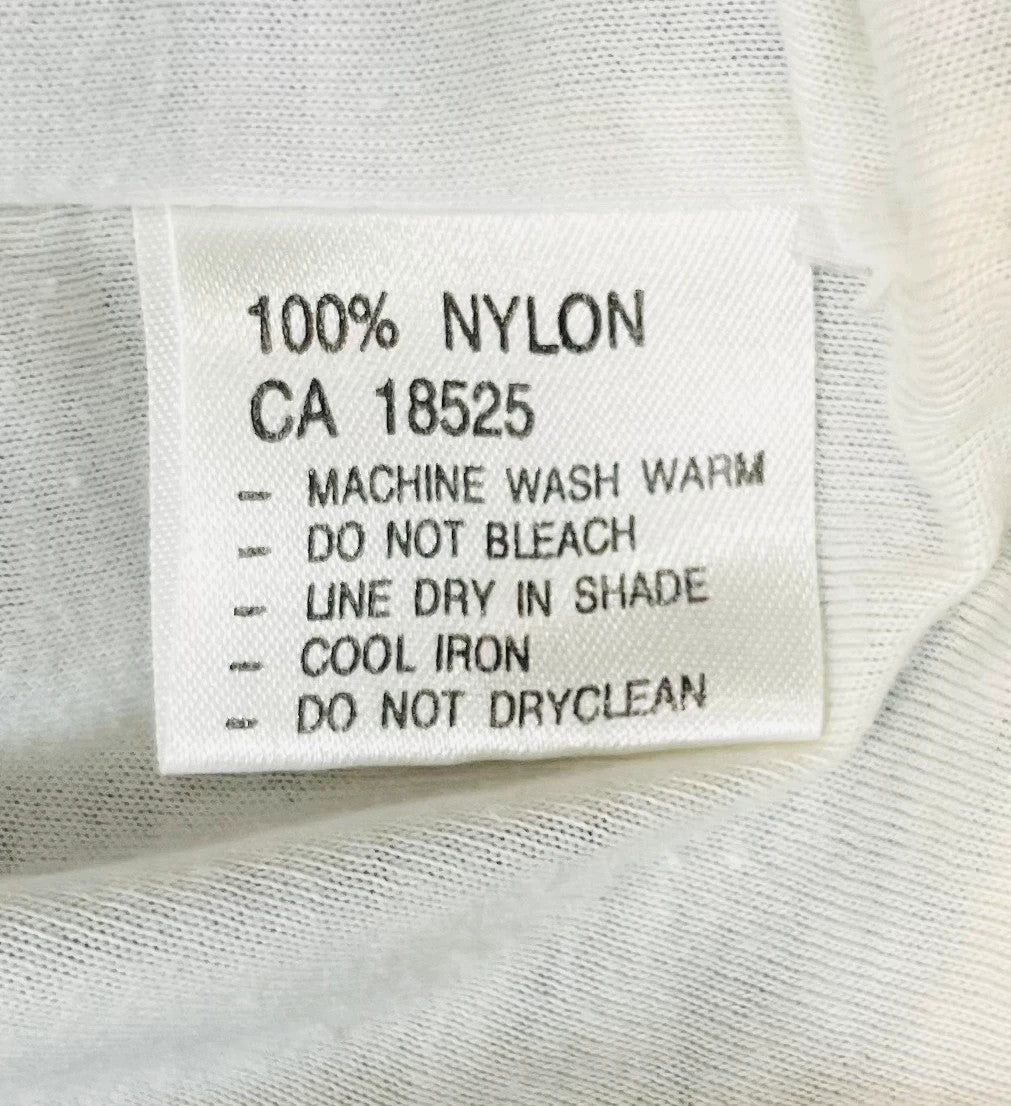 100% NYLON
CA 18525
- MACHINE WASH WARM
- DO NOT BLEACH
- LINE DRY IN SHADE
- COOL IRON
- DO NOT DRYCLEAN